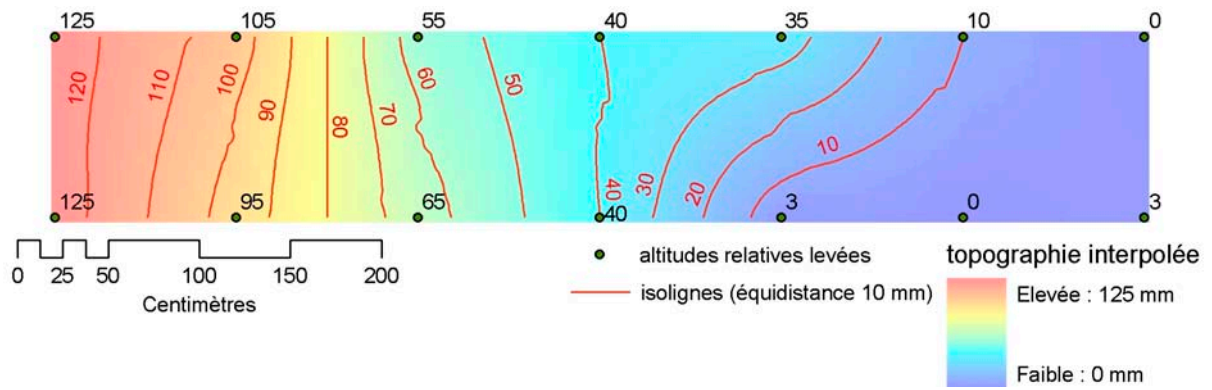 125 105 55 40 35 10 0
120 110 100 90 80 70 60 50 40 30 20 10
125 95 65 40 3 0 3
0 25 50 100 150 200
Centimètres
altitudes relatives levées
isolignes (équidistance 10 mm)
topographie interpolée
Elevée : 125 mm
Faible : 0 mm